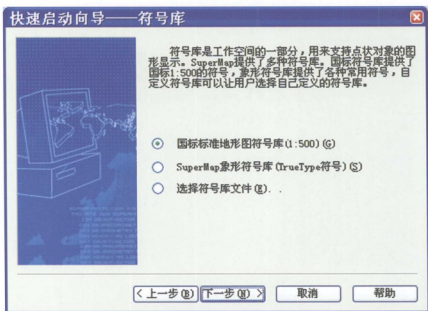 快速启动向导——符号库
符号库是工作空间的一部分，用来支持点状对象的图
形显示。SuperMap提供了多种符号库。国标符号库提供了
国标1:500的符号，象形符号库提供了各种常用符号，自
定义符号库可以让用户选择自己定义的符号库。
国标标准地形图符号库(1:500)(G)
SuperMap象形符号库(TrueType符号)(S)
选择符号库文件(E)...
< 上一步(B) 下一步(N) > 取消 帮助